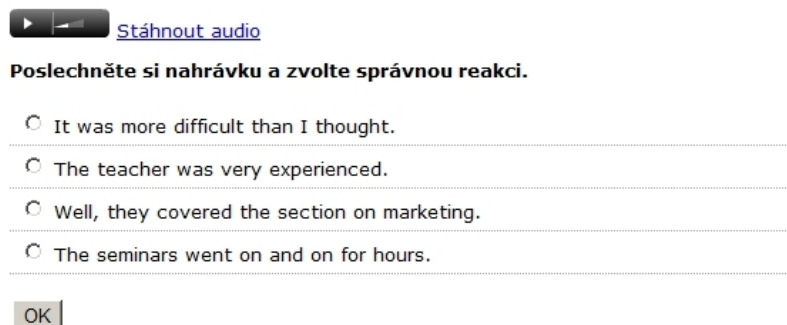 Stáhnout audio
Poslechněte si nahrávku a zvolte správnou reakci.
It was more difficult than I thought.
The teacher was very experienced.
Well, they covered the section on marketing.
The seminars went on and on for hours.
OK